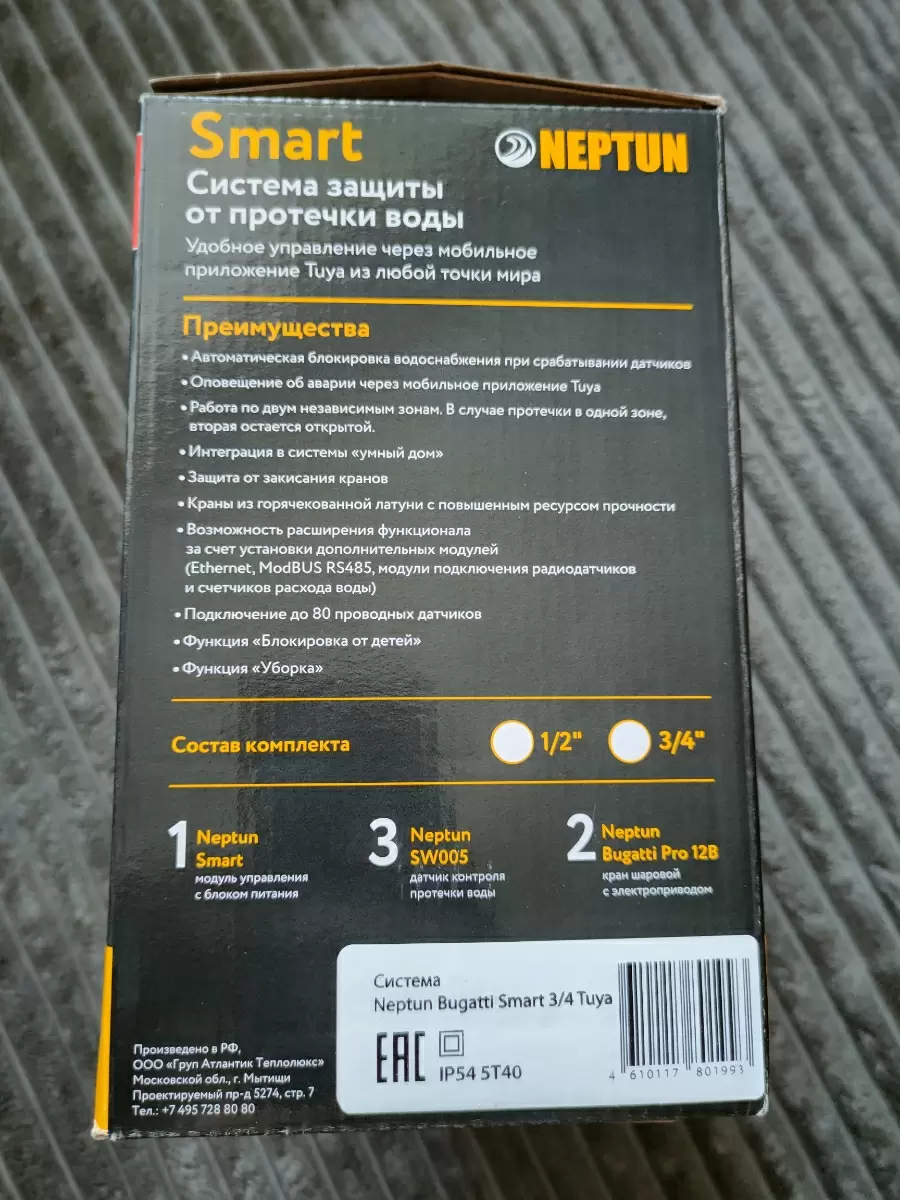 Smart
NEPTUN
Система защиты
от протечки воды
Удобное управление через мобильное
приложение Tuya из любой точки мира
Преимущества
• Автоматическая блокировка водоснабжения при срабатывании датчиков
• Оповещение об аварии через мобильное приложение Tuya
• Работа по двум независимым зонам. В случае протечки в одной зоне,
вторая остается открытой.
• Интеграция в системы «умный дом»
• Защита от закисания кранов
• Краны из горячекованной латуни с повышенным ресурсом прочности
• Возможность расширения функционала
за счет установки дополнительных модулей
(Ethernet, ModBUS RS485, модули подключения радиодатчиков
и счетчиков расхода воды)
• Подключение до 80 проводных датчиков
• Функция «Блокировка от детей»
• Функция «Уборка»
Состав комплекта
1/2"
3/4"
1 Neptun
Smart
модуль управления
с блоком питания
3 Neptun
SW005
датчик контроля
протечки воды
2 Neptun
Bugatti Pro 12В
кран шаровой
с электроприводом
Система
Neptun Bugatti Smart 3/4 Tuya
EAC
IP54 5T40
4 610117 801993
Произведено в РФ,
ООО «Груп Атлантик Теплолюкс»
Московской обл., г. Мытищи
Проектируемый пр-д 5274, стр. 7
Тел.: +7 495 728 80 80